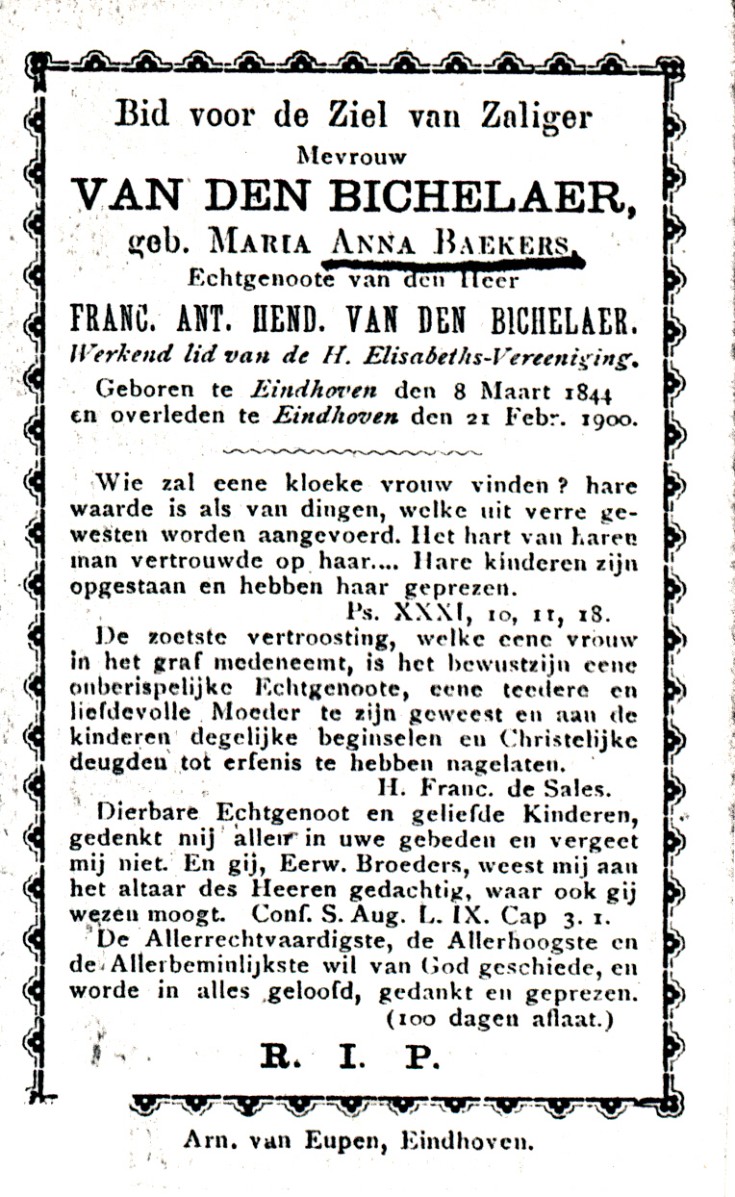 Bid voor de Ziel van Zaliger
Mevrouw
VAN DEN BICHELAER,
geb. MARIA ANNA BAEKERS,
Echtgenoote van den Heer
FRANC. ANT. HEND. VAN DEN BICHELAER.
Werkend lid van de H. Elisabeths-Vereeniging.
Geboren te Eindhoven den 8 Maart 1844
en overleden te Eindhoven den 21 Febr. 1900.
Wie zal eene kloeke vrouw vinden? hare
waarde is als van dingen, welke uit verre ge-
westen worden aangevoerd. Het hart van haren
man vertrouwde op haar.... Hare kinderen zijn
opgestaan en hebben haar geprezen.
Ps. XXXI, 10, 11, 18.
De zoetste vertroosting, welke eene vrouw
in het graf medeneemt, is het bewustzijn eene
onberispelijke Echtgenoote, eene teedere en
liefdevolle Moeder te zijn geweest en aan de
kinderen degelijke beginselen en Christelijke
deugden tot erfenis te hebben nagelaten.
H. Franc. de Sales.
Dierbare Echtgenoot en geliefde Kinderen,
gedenkt mij allen in uwe gebeden en vergeet
mij niet. En gij, Eerw. Broeders, weest mij aan
het altaar des Heeren gedachtig, waar ook gij
wezen moogt. Conf. S. Aug. L. IX. Cap 3. 1.
De Allerrechtvaardigste, de Allerhoogste en
de Allerbeminlijkste wil van God geschiede, en
worde in alles geloofd, gedankt en geprezen.
(100 dagen aflaat.)
R. I. P.
Arn. van Eupen, Eindhoven.